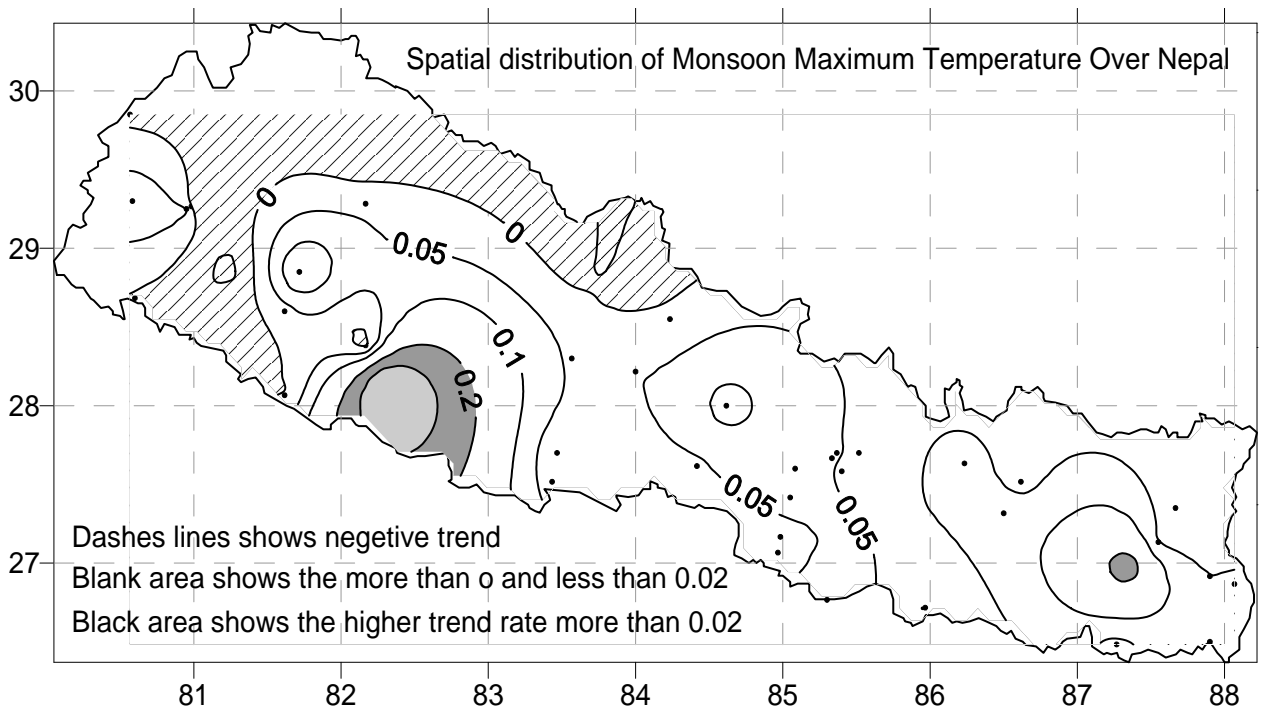 Spatial distribution of Monsoon Maximum Temperature Over Nepal
30
0
0
29
0.05
0.1
28
0.2
0.05
0.05
Dashes lines shows negetive trend
27
Blank area shows the more than o and less than 0.02
Black area shows the higher trend rate more than 0.02
81 82 83 84 85 86 87 88